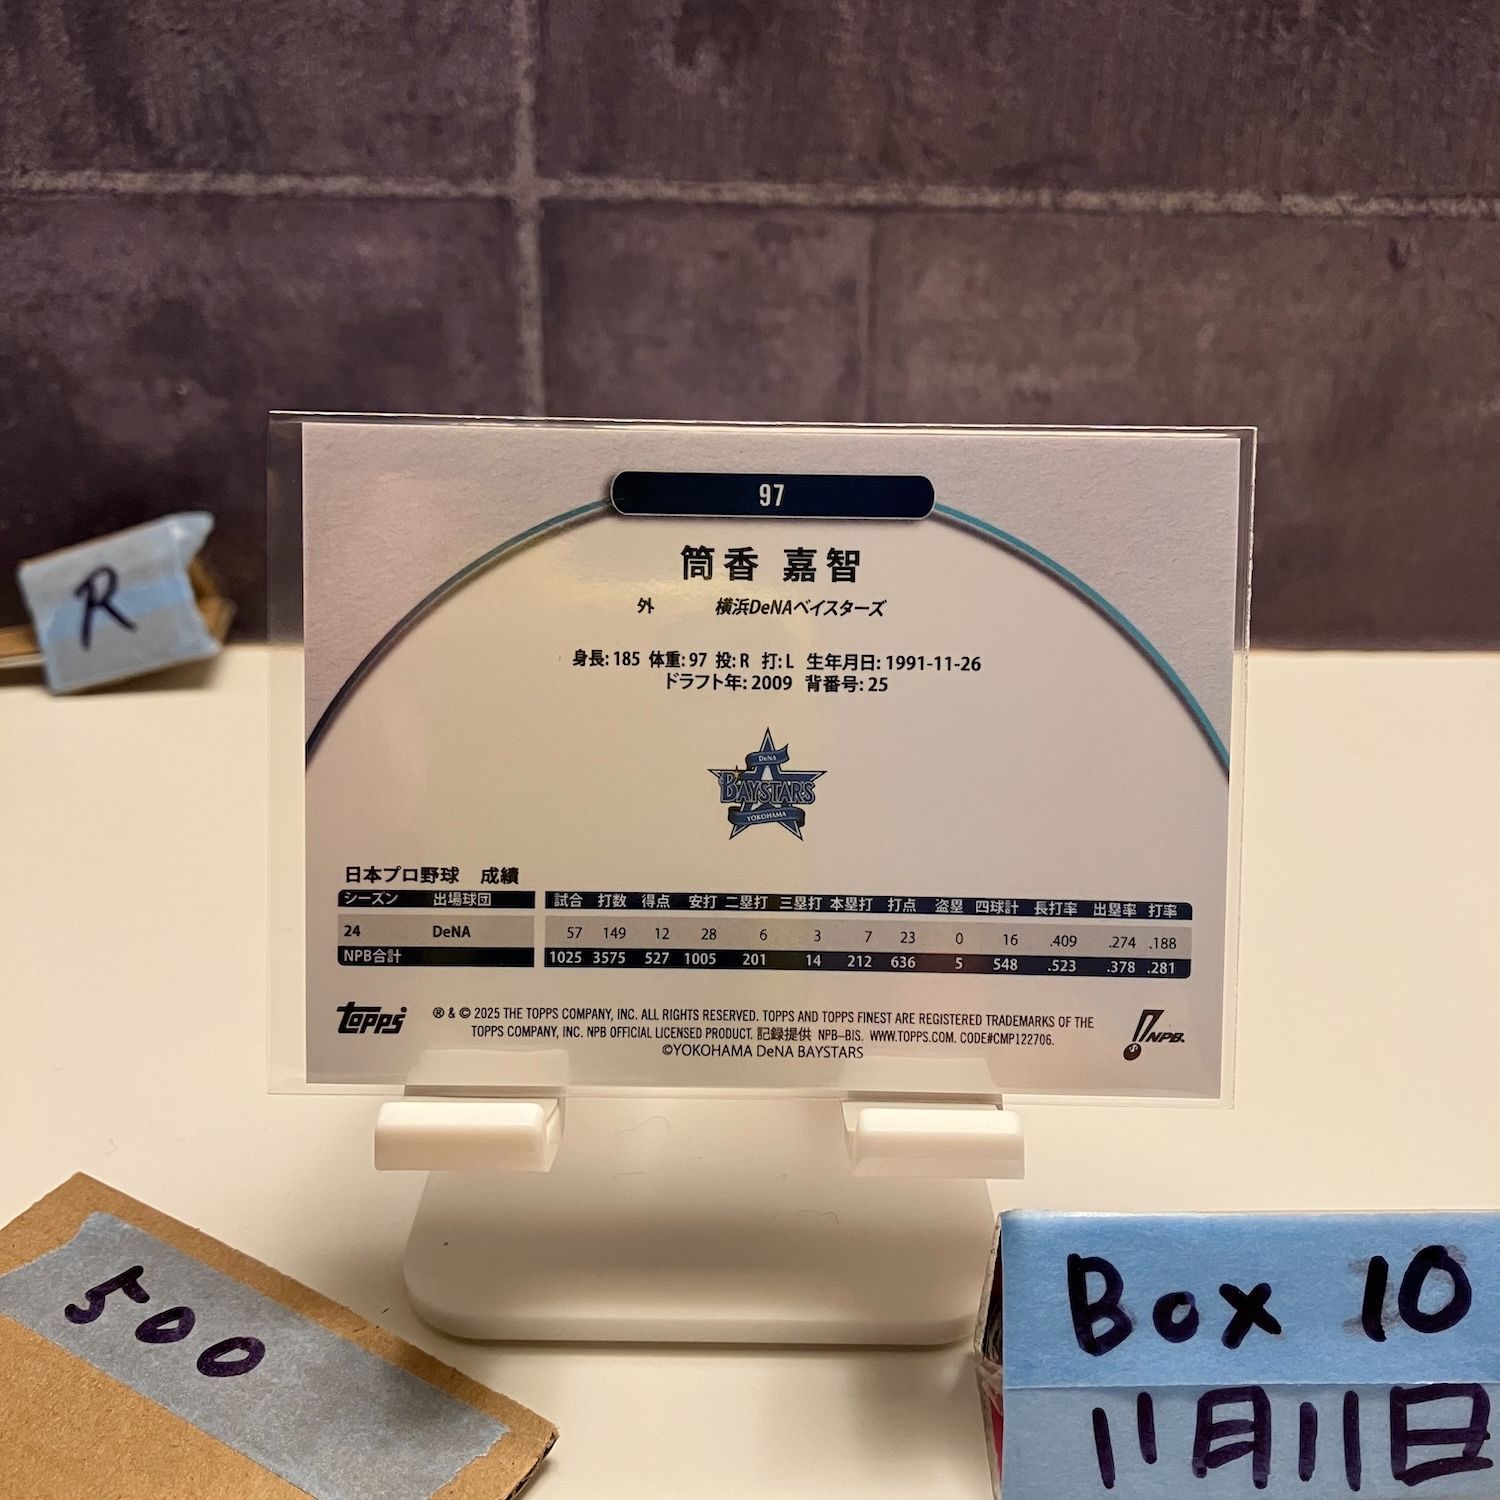 97
筒香 嘉智
外 横浜DeNAベイスターズ
身長: 185 体重: 97 投: R 打: L 生年月日: 1991-11-26
ドラフト年: 2009 背番号: 25
DeNA
BAYSTARS
YOKOHAMA
日本プロ野球 成績
シーズン 出場球団 試合 打数 得点 安打 二塁打 三塁打 本塁打 打点 盗塁 四球計 長打率 出塁率 打率
24 DeNA 57 149 12 28 6 3 7 23 0 16 .409 .274 .188
NPB合計 1025 3575 527 1005 201 14 212 636 5 548 .523 .378 .281
topps ® & © 2025 THE TOPPS COMPANY, INC. ALL RIGHTS RESERVED. TOPPS AND TOPPS FINEST ARE REGISTERED TRADEMARKS OF THE
TOPPS COMPANY, INC. NPB OFFICIAL LICENSED PRODUCT. 記録提供 NPB-BIS. WWW.TOPPS.COM. CODE#CMP122706.
©YOKOHAMA DeNA BAYSTARS
NPB.
R
500
Box 10
11月11日